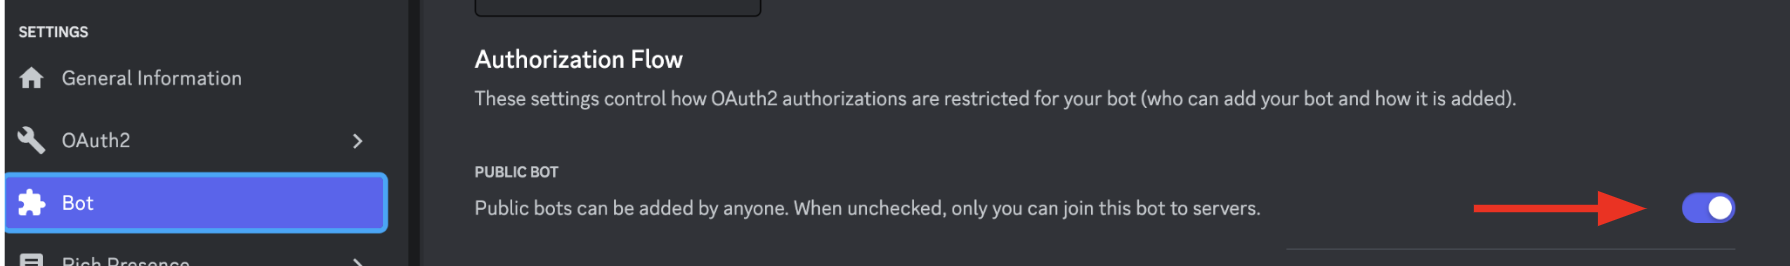 SETTINGS
General Information
OAuth2
Bot
Rich Presence
Authorization Flow
These settings control how OAuth2 authorizations are restricted for your bot (who can add your bot and how it is added).
PUBLIC BOT
Public bots can be added by anyone. When unchecked, only you can join this bot to servers.